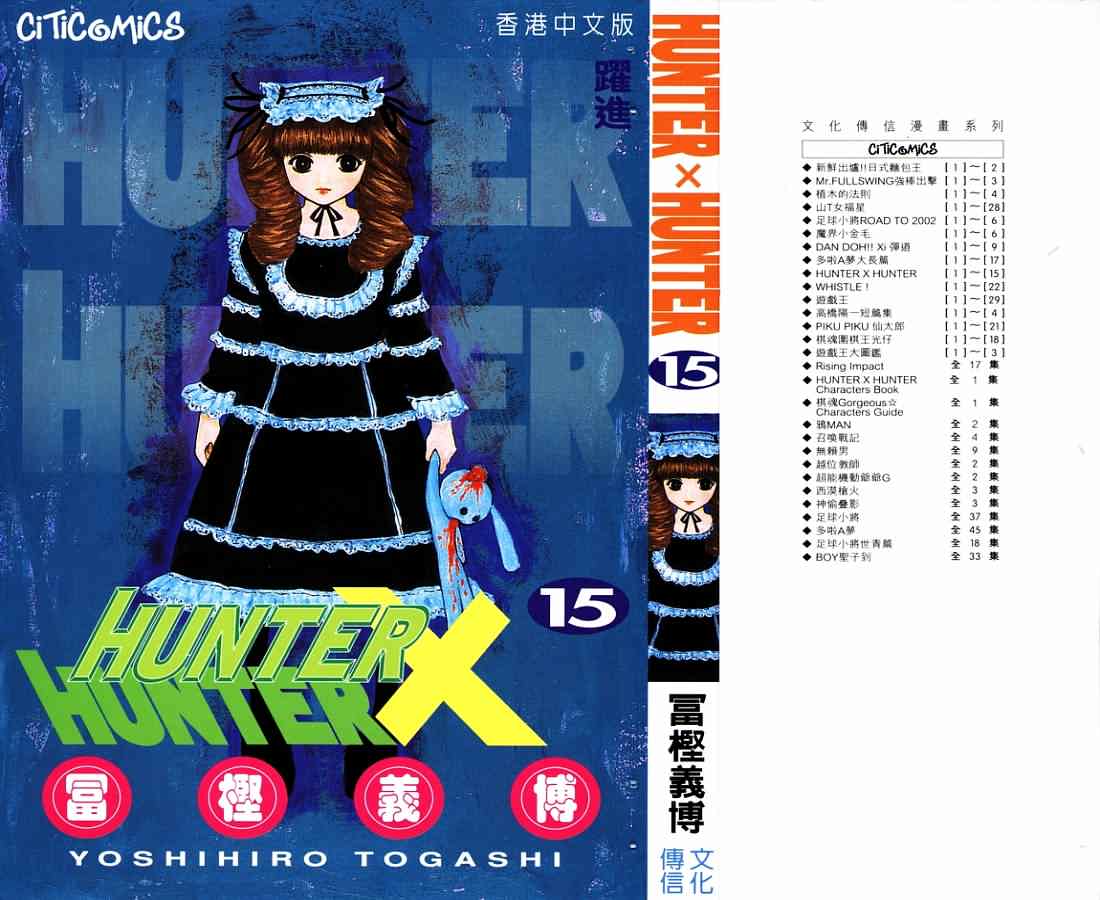 CiTiCoMiCS
香港中文版
躍進
HUNTER
HUNTER
HUNTER X
HUNTER
15
冨樫義博
YOSHIHIRO TOGASHI
HUNTER×HUNTER
15
冨樫義博
文化傳信
文化傳信漫畫系列
CiTiCoMiCS
◆ 新鮮出爐!!日式麵包王 [ 1 ]～[ 2 ]
◆ Mr.FULLSWING強棒出擊 [ 1 ]～[ 3 ]
◆ 植木的法則 [ 1 ]～[ 4 ]
◆ 山T女福星 [ 1 ]～[28]
◆ 足球小將ROAD TO 2002 [ 1 ]～[ 6 ]
◆ 魔界小金毛 [ 1 ]～[ 6 ]
◆ DAN DOH!! Xi 彈道 [ 1 ]～[ 9 ]
◆ 多啦A夢大長篇 [ 1 ]～[17]
◆ HUNTER X HUNTER [ 1 ]～[15]
◆ WHISTLE ! [ 1 ]～[22]
◆ 遊戲王 [ 1 ]～[29]
◆ 高橋陽一短篇集 [ 1 ]～[ 4 ]
◆ PIKU PIKU 仙太郎 [ 1 ]～[21]
◆ 棋魂圍棋王光仔 [ 1 ]～[18]
◆ 遊戲王大圖鑑 [ 1 ]～[ 3 ]
◆ Rising Impact 全 17 集
◆ HUNTER X HUNTER 全 1 集
Characters Book
◆ 棋魂Gorgeous☆ 全 1 集
Characters Guide
◆ 鴉MAN 全 2 集
◆ 召喚戰記 全 4 集
◆ 無賴男 全 9 集
◆ 越位教師 全 2 集
◆ 超能機動爺爺G 全 2 集
◆ 西漠槍火 全 3 集
◆ 神偷疊影 全 3 集
◆ 足球小將 全 37 集
◆ 多啦A夢 全 45 集
◆ 足球小將世青篇 全 18 集
◆ BOY聖子到 全 33 集